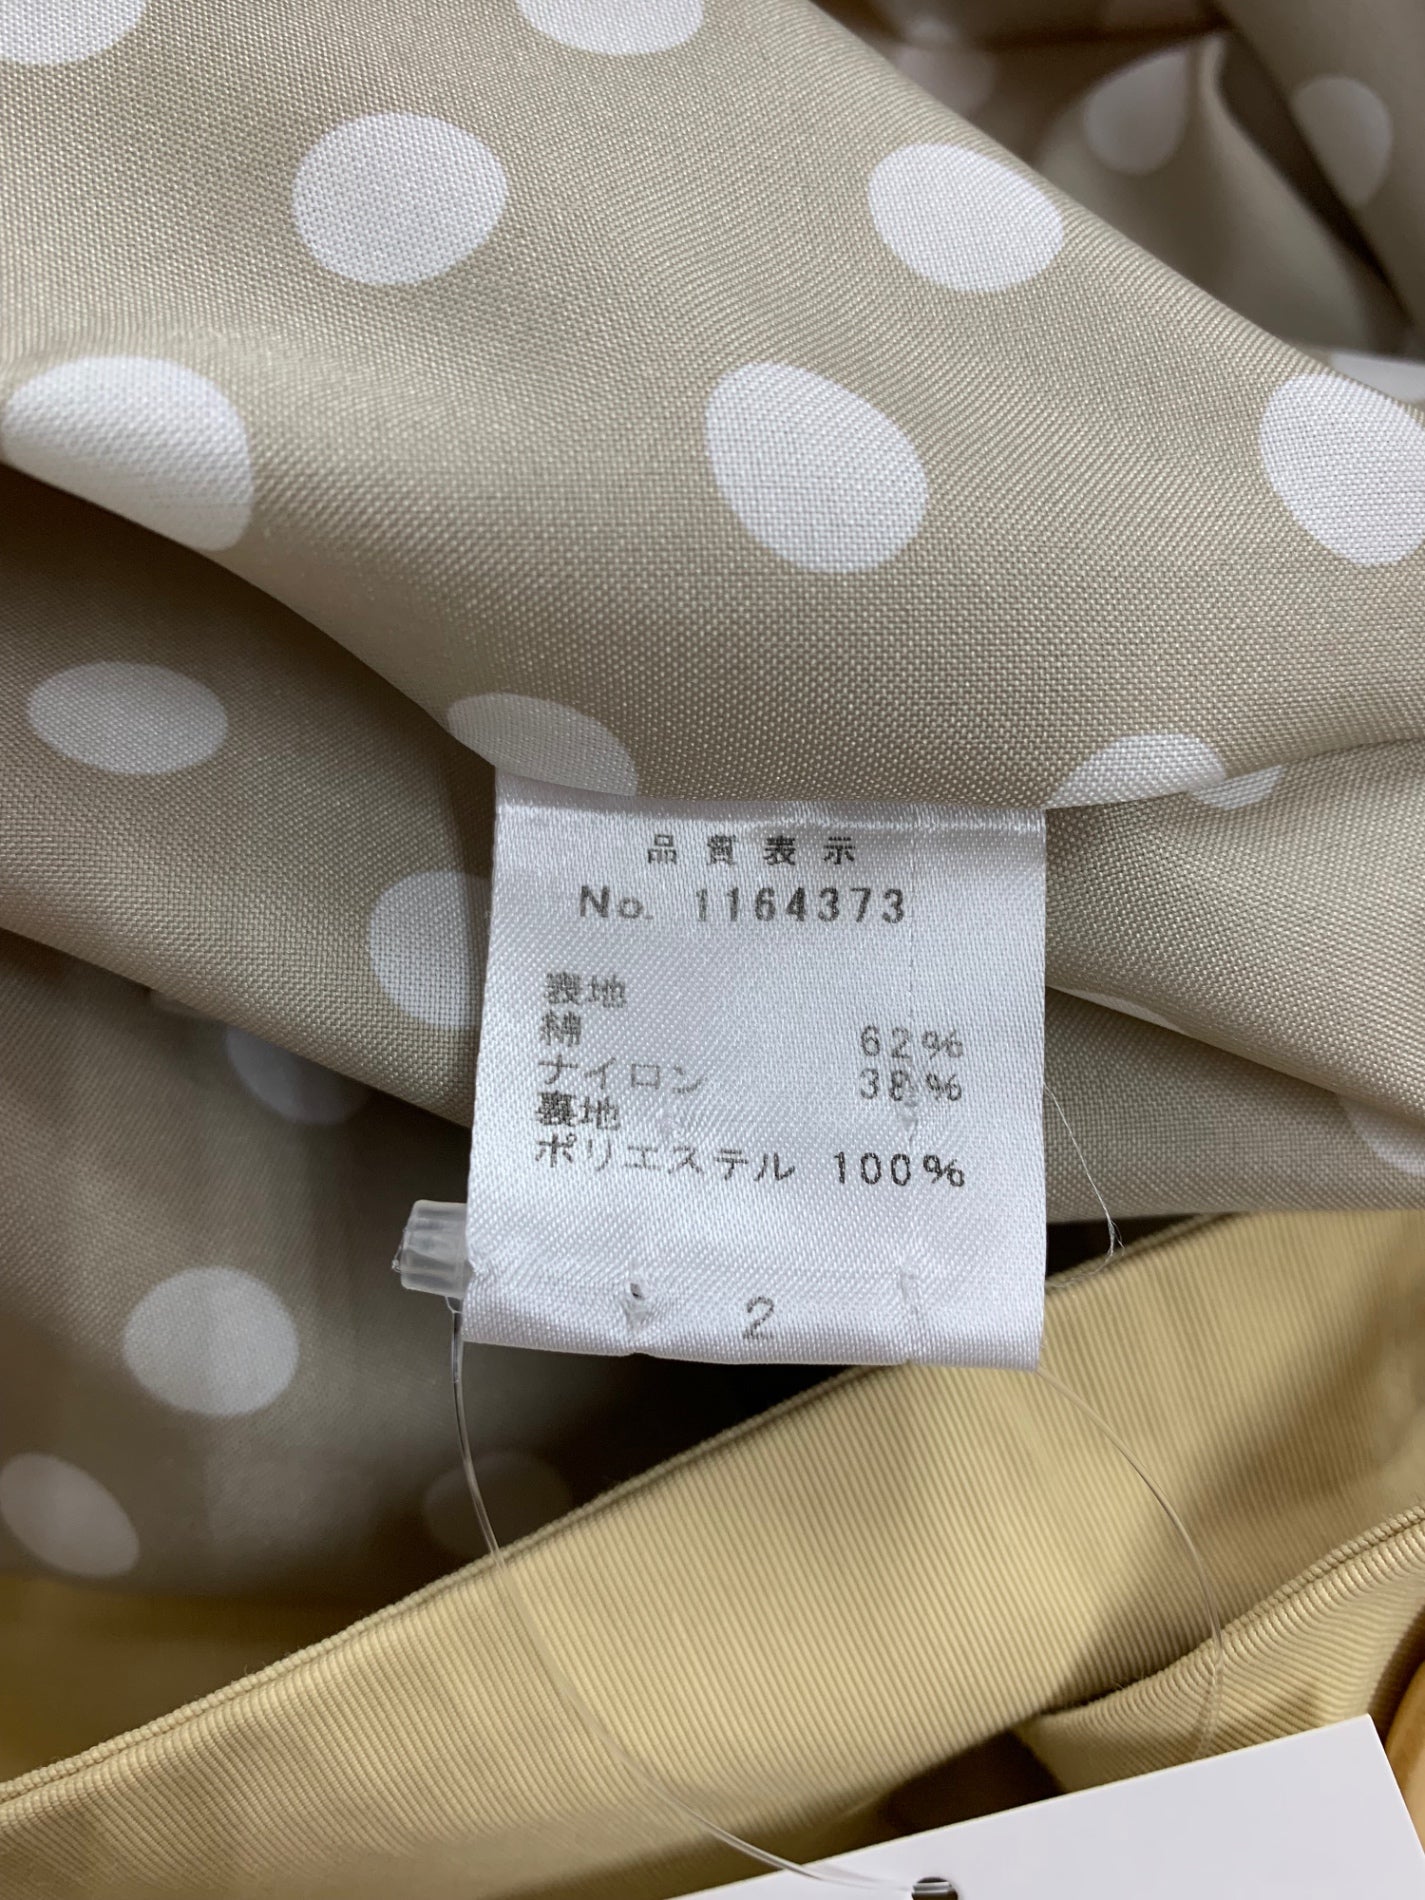 品質表示
No. 1164373
表地
綿 62%
ナイロン 38%
裏地
ポリエステル 100%
2